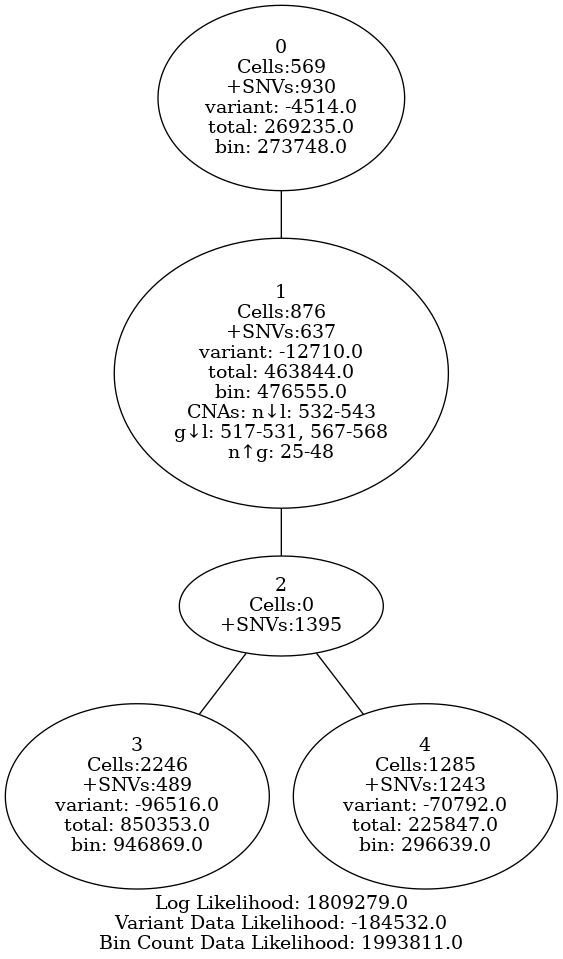 0
Cells:569
+SNVs:930
variant: -4514.0
total: 269235.0
bin: 273748.0
1
Cells:876
+SNVs:637
variant: -12710.0
total: 463844.0
bin: 476555.0
CNAs: n↓l: 532-543
g↓l: 517-531, 567-568
n↑g: 25-48
2
Cells:0
+SNVs:1395
3
Cells:2246
+SNVs:489
variant: -96516.0
total: 850353.0
bin: 946869.0
4
Cells:1285
+SNVs:1243
variant: -70792.0
total: 225847.0
bin: 296639.0
Log Likelihood: 1809279.0
Variant Data Likelihood: -184532.0
Bin Count Data Likelihood: 1993811.0